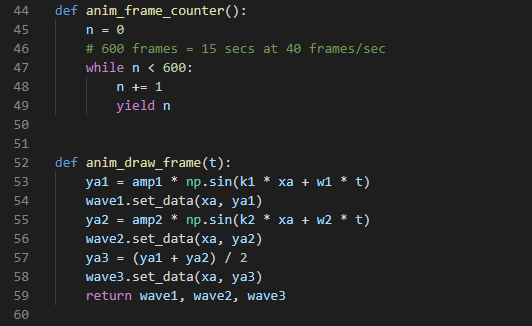 44 def anim_frame_counter():
45     n = 0
46     # 600 frames = 15 secs at 40 frames/sec
47     while n < 600:
48         n += 1
49         yield n
50
51
52 def anim_draw_frame(t):
53     ya1 = amp1 * np.sin(k1 * xa + w1 * t)
54     wave1.set_data(xa, ya1)
55     ya2 = amp2 * np.sin(k2 * xa + w2 * t)
56     wave2.set_data(xa, ya2)
57     ya3 = (ya1 + ya2) / 2
58     wave3.set_data(xa, ya3)
59     return wave1, wave2, wave3
60